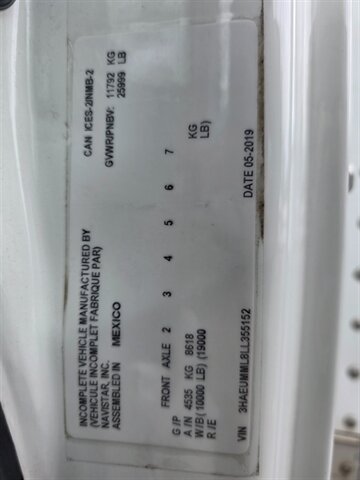 INCOMPLETE VEHICLE MANUFACTURED BY
(VEHICULE INCOMPLET FABRIQUE PAR)
NAVISTAR, INC.
ASSEMBLED IN MEXICO
CAN ICES-2/NMB-2
GVWR/PNBV: 11792 KG
25999 LB
FRONT AXLE 2 3 4 5 6 7
G /P
A /N 4535 KG 8618 KG
W/B (10000 LB) (19000 LB)
R /E
VIN 3HAEUMML8LL355152 DATE 05-2019